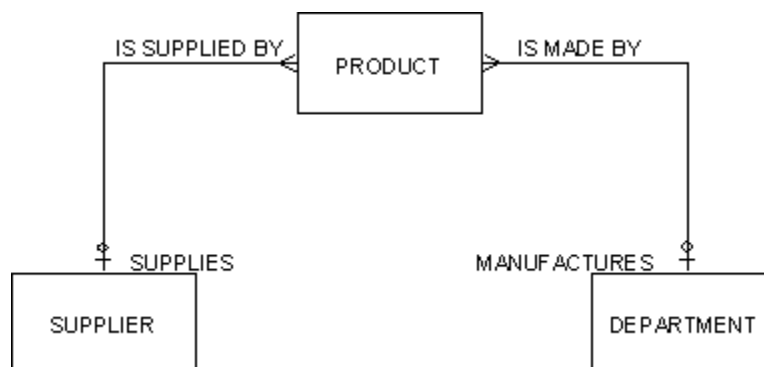 IS SUPPLIED BY
PRODUCT
IS MADE BY
SUPPLIES
MANUFACTURES
SUPPLIER
DEPARTMENT